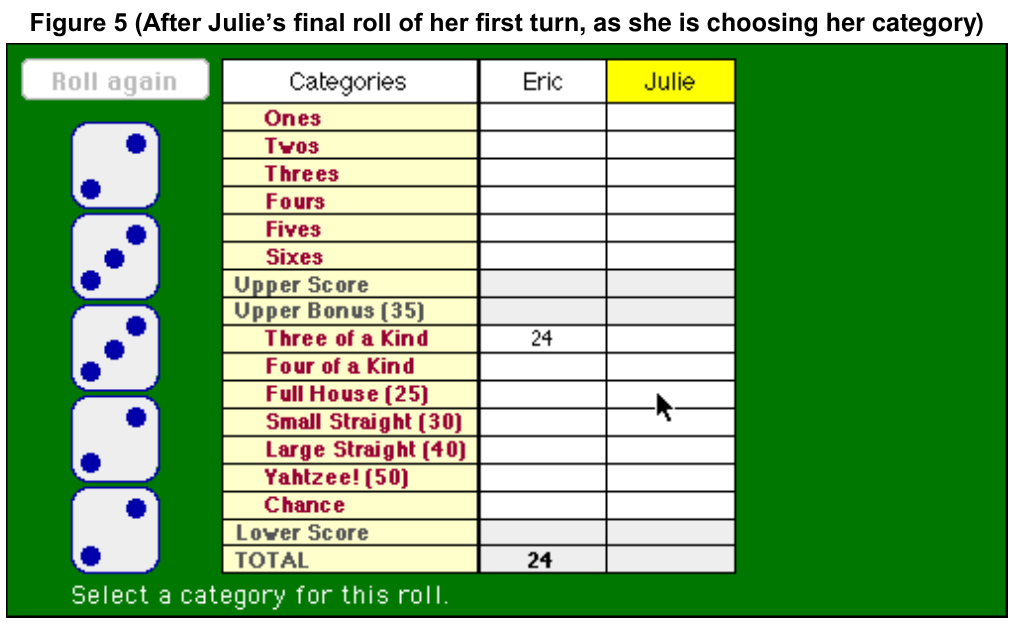 Figure 5 (After Julie's final roll of her first turn, as she is choosing her category)
Roll again
Categories Eric Julie
Ones
Twos
Threes
Fours
Fives
Sixes
Upper Score
Upper Bonus (35)
Three of a Kind 24
Four of a Kind
Full House (25)
Small Straight (30)
Large Straight (40)
Yahtzee! (50)
Chance
Lower Score
TOTAL 24
Select a category for this roll.